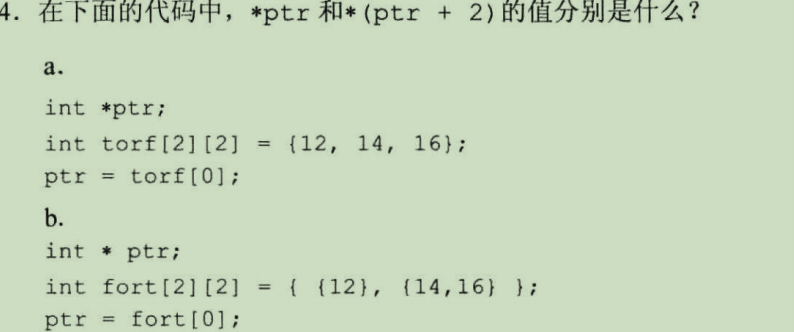 4. 在下面的代码中，*ptr 和*(ptr + 2)的值分别是什么？
a.
int *ptr;
int torf[2][2] = {12, 14, 16};
ptr = torf[0];
b.
int * ptr;
int fort[2][2] = { {12}, {14,16} };
ptr = fort[0];